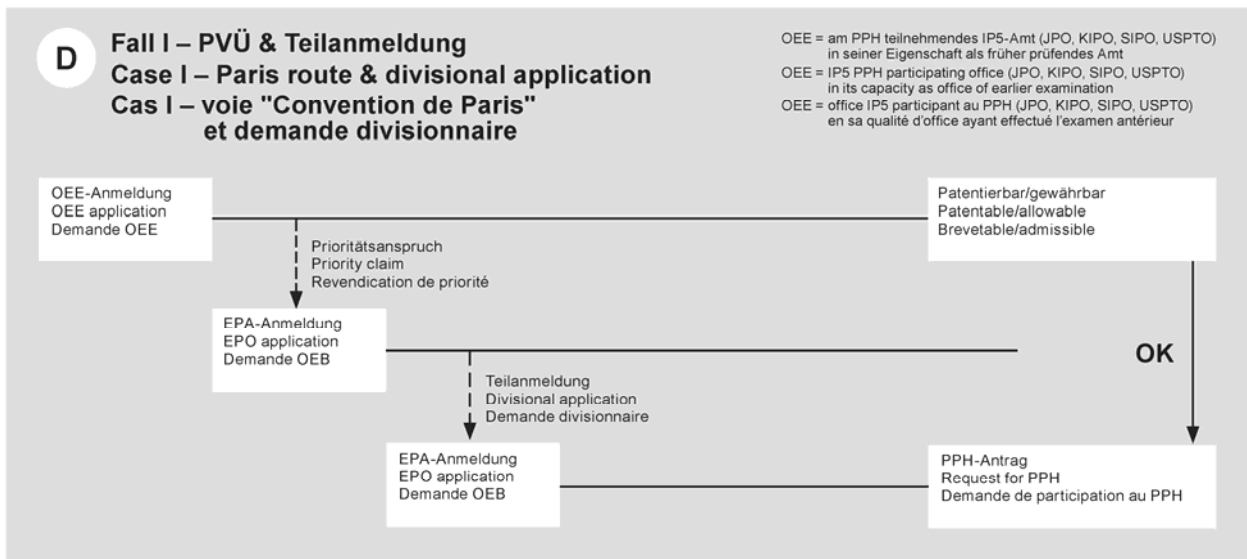 D
Fall I – PVÜ & Teilanmeldung
Case I – Paris route & divisional application
Cas I – voie "Convention de Paris"
et demande divisionnaire
OEE = am PPH teilnehmendes IP5-Amt (JPO, KIPO, SIPO, USPTO)
in seiner Eigenschaft als früher prüfendes Amt
OEE = IP5 PPH participating office (JPO, KIPO, SIPO, USPTO)
in its capacity as office of earlier examination
OEE = office IP5 participant au PPH (JPO, KIPO, SIPO, USPTO)
en sa qualité d'office ayant effectué l'examen antérieur
OEE-Anmeldung
OEE application
Demande OEE
Patentierbar/gewährbar
Patentable/allowable
Brevetable/admissible
Prioritätsanspruch
Priority claim
Revendication de priorité
EPA-Anmeldung
EPO application
Demande OEB
OK
Teilanmeldung
Divisional application
Demande divisionnaire
EPA-Anmeldung
EPO application
Demande OEB
PPH-Antrag
Request for PPH
Demande de participation au PPH